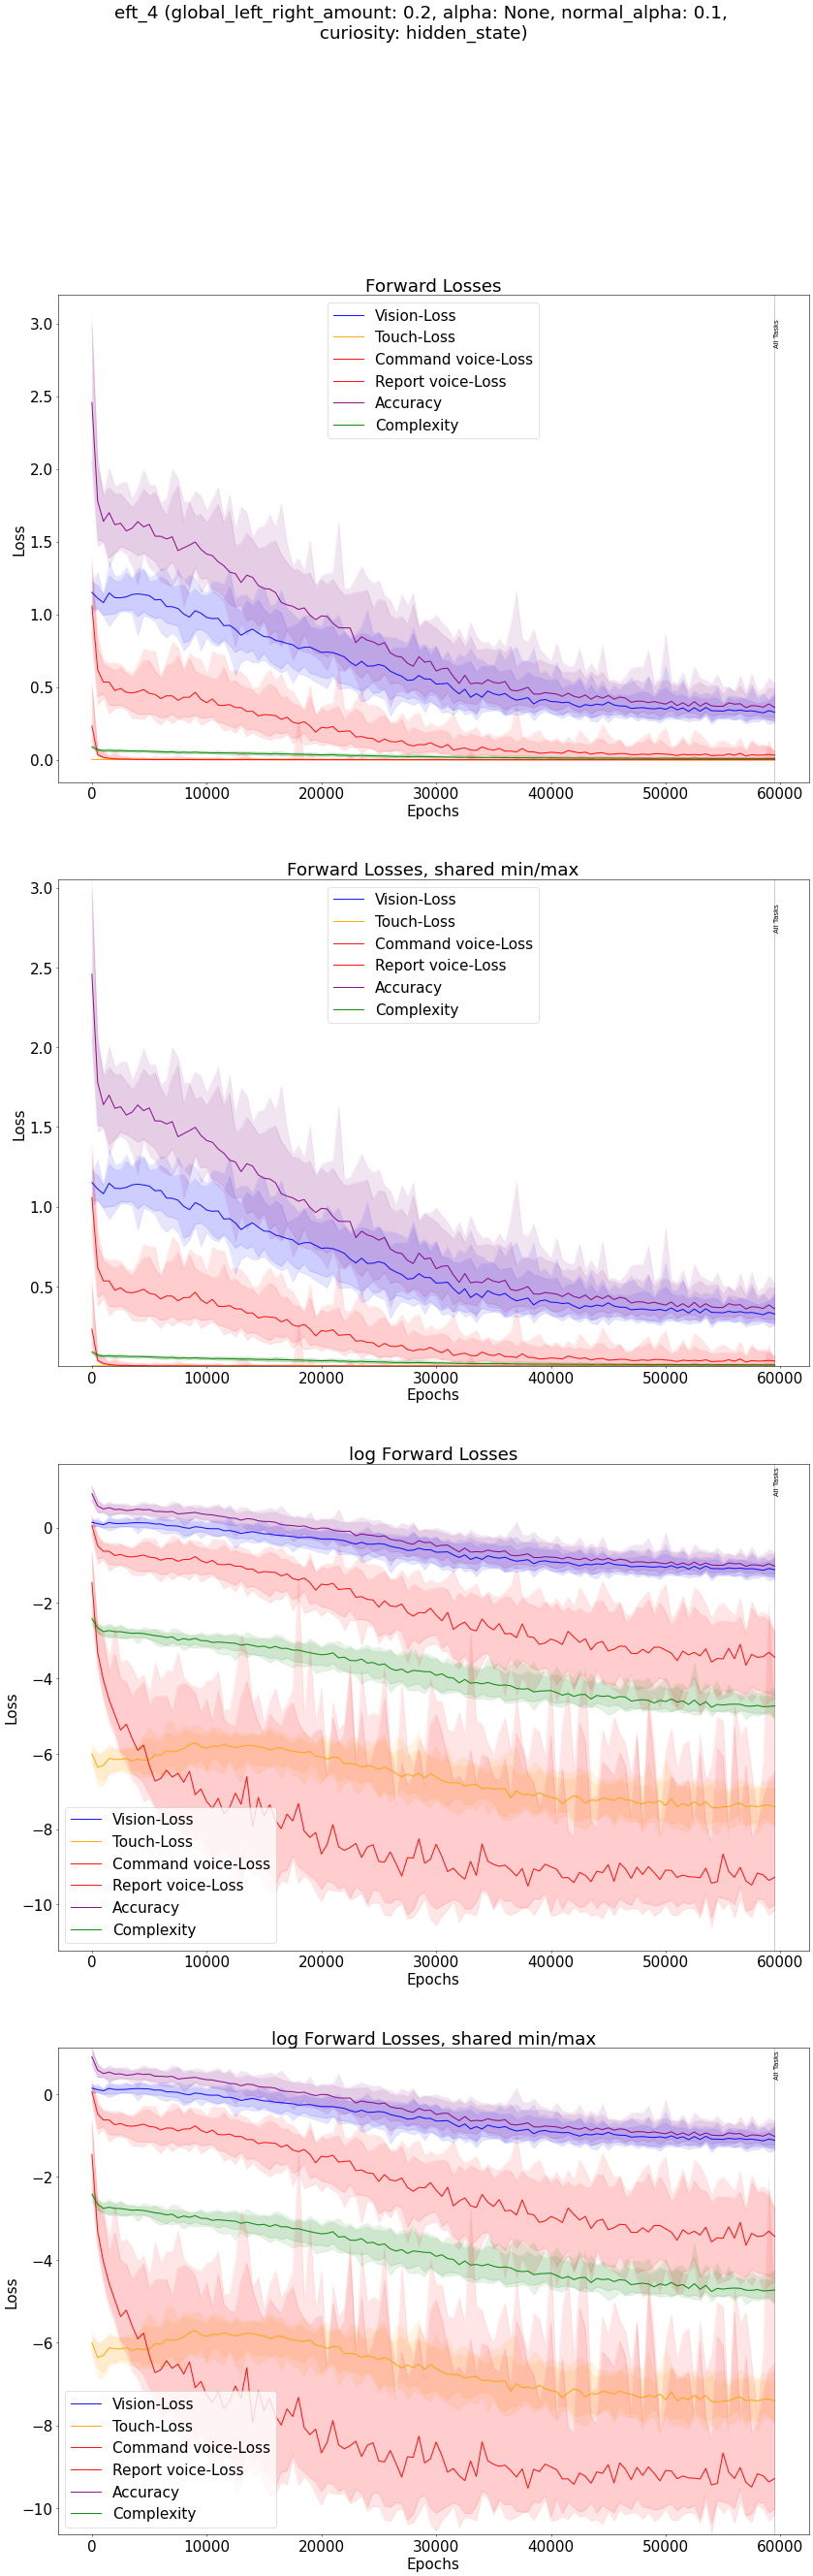 eft_4 (global_left_right_amount: 0.2, alpha: None, normal_alpha: 0.1,
curiosity: hidden_state)
Forward Losses
Vision-Loss
Touch-Loss
Command voice-Loss
Report voice-Loss
Accuracy
Complexity
All Tasks
3.0
2.5
2.0
1.5
1.0
0.5
0.0
Loss
0 10000 20000 30000 40000 50000 60000
Epochs
Forward Losses, shared min/max
Vision-Loss
Touch-Loss
Command voice-Loss
Report voice-Loss
Accuracy
Complexity
All Tasks
3.0
2.5
2.0
1.5
1.0
0.5
Loss
0 10000 20000 30000 40000 50000 60000
Epochs
log Forward Losses
All Tasks
0
−2
−4
−6
−8
−10
Loss
Vision-Loss
Touch-Loss
Command voice-Loss
Report voice-Loss
Accuracy
Complexity
0 10000 20000 30000 40000 50000 60000
Epochs
log Forward Losses, shared min/max
All Tasks
0
−2
−4
−6
−8
−10
Loss
Vision-Loss
Touch-Loss
Command voice-Loss
Report voice-Loss
Accuracy
Complexity
0 10000 20000 30000 40000 50000 60000
Epochs